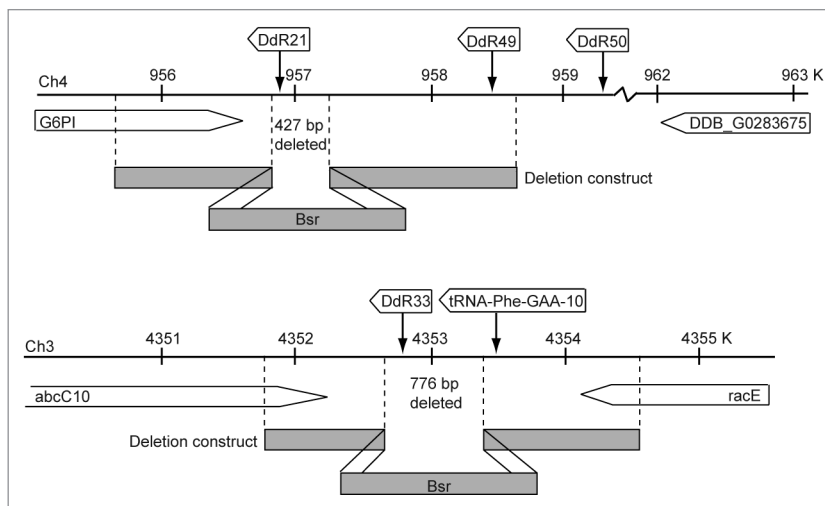 DdR21 DdR49 DdR50
Ch4 956 957 958 959 962 963 K
G6PI 427 bp DDB_G0283675
deleted
Deletion construct
Bsr
DdR33 tRNA-Phe-GAA-10
Ch3 4351 4352 4353 4354 4355 K
abcC10 776 bp racE
deleted
Deletion construct
Bsr